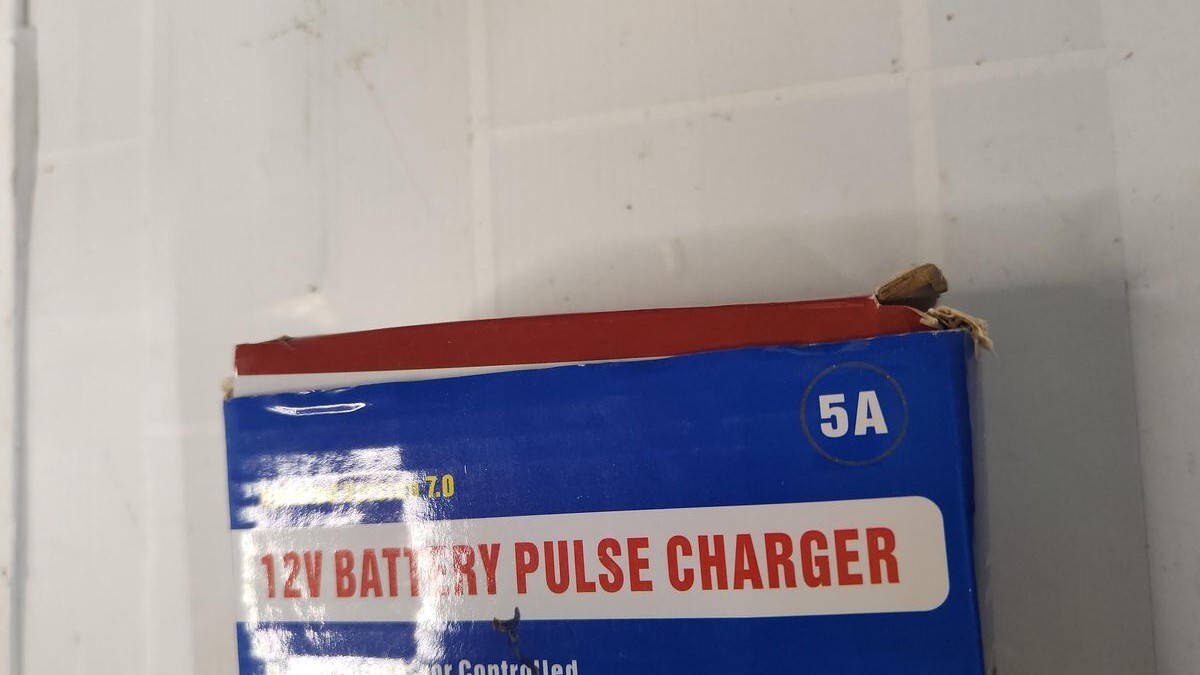 5A
7.0
12V BATTERY PULSE CHARGER
Controlled